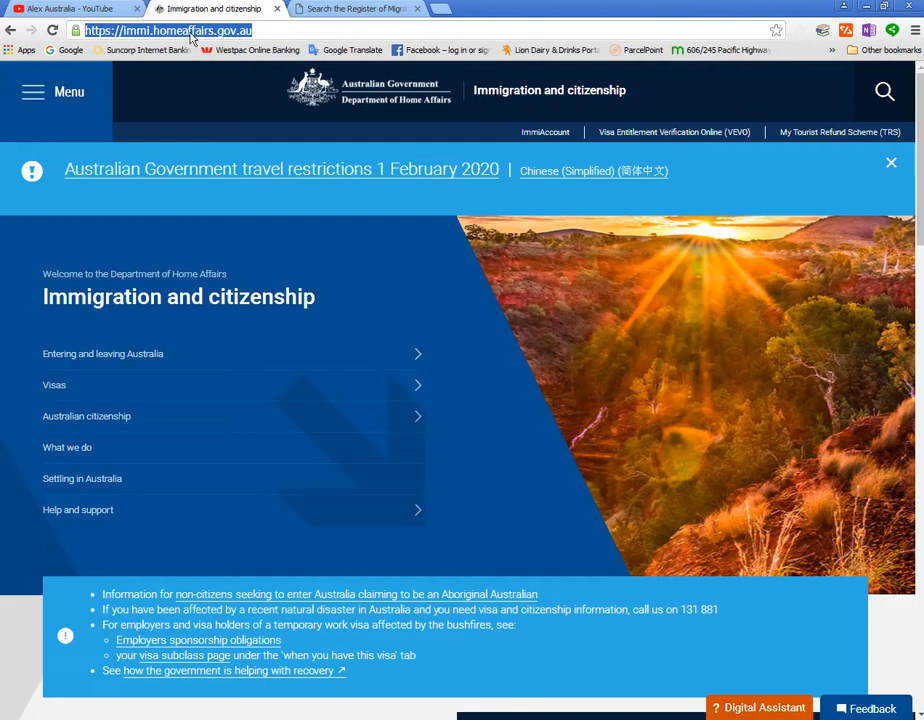 Alex Australia - YouTube
Immigration and citizenship
Search the Register of Migra
https://immi.homeaffairs.gov.au
Apps
Google
Suncorp Internet Bankin
Westpac Online Banking
Google Translate
Facebook – log in or sig
Lion Dairy & Drinks Porta
ParcelPoint
606/245 Pacific Highway
»
Other bookmarks
Menu
Australian Government
Department of Home Affairs
Immigration and citizenship
ImmiAccount
Visa Entitlement Verification Online (VEVO)
My Tourist Refund Scheme (TRS)
Australian Government travel restrictions 1 February 2020 | Chinese (Simplified) (简体中文)
Welcome to the Department of Home Affairs
Immigration and citizenship
Entering and leaving Australia
Visas
Australian citizenship
What we do
Settling in Australia
Help and support
• Information for non-citizens seeking to enter Australia claiming to be an Aboriginal Australian
• If you have been affected by a recent natural disaster in Australia and you need visa and citizenship information, call us on 131 881
• For employers and visa holders of a temporary work visa affected by the bushfires, see:
Employers sponsorship obligations
your visa subclass page under the 'when you have this visa' tab
• See how the government is helping with recovery ↗
? Digital Assistant
Feedback